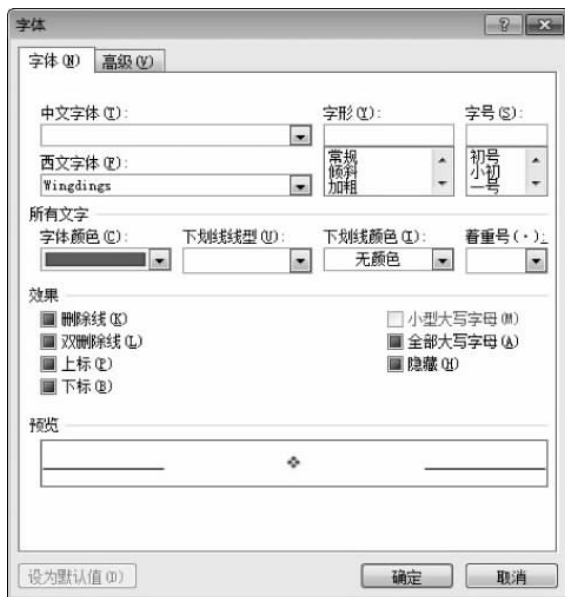 字体
字体(N) 高级(V)
中文字体(T): 字形(Y): 字号(S):
常规 初号
西文字体(F): 倾斜 小初
Wingdings 加粗 一号
所有文字
字体颜色(C): 下划线线型(U): 下划线颜色(I): 着重号(·):
无颜色
效果
删除线(K) 小型大写字母(M)
双删除线(L) 全部大写字母(A)
上标(P) 隐藏(H)
下标(B)
预览
设为默认值(D) 确定 取消